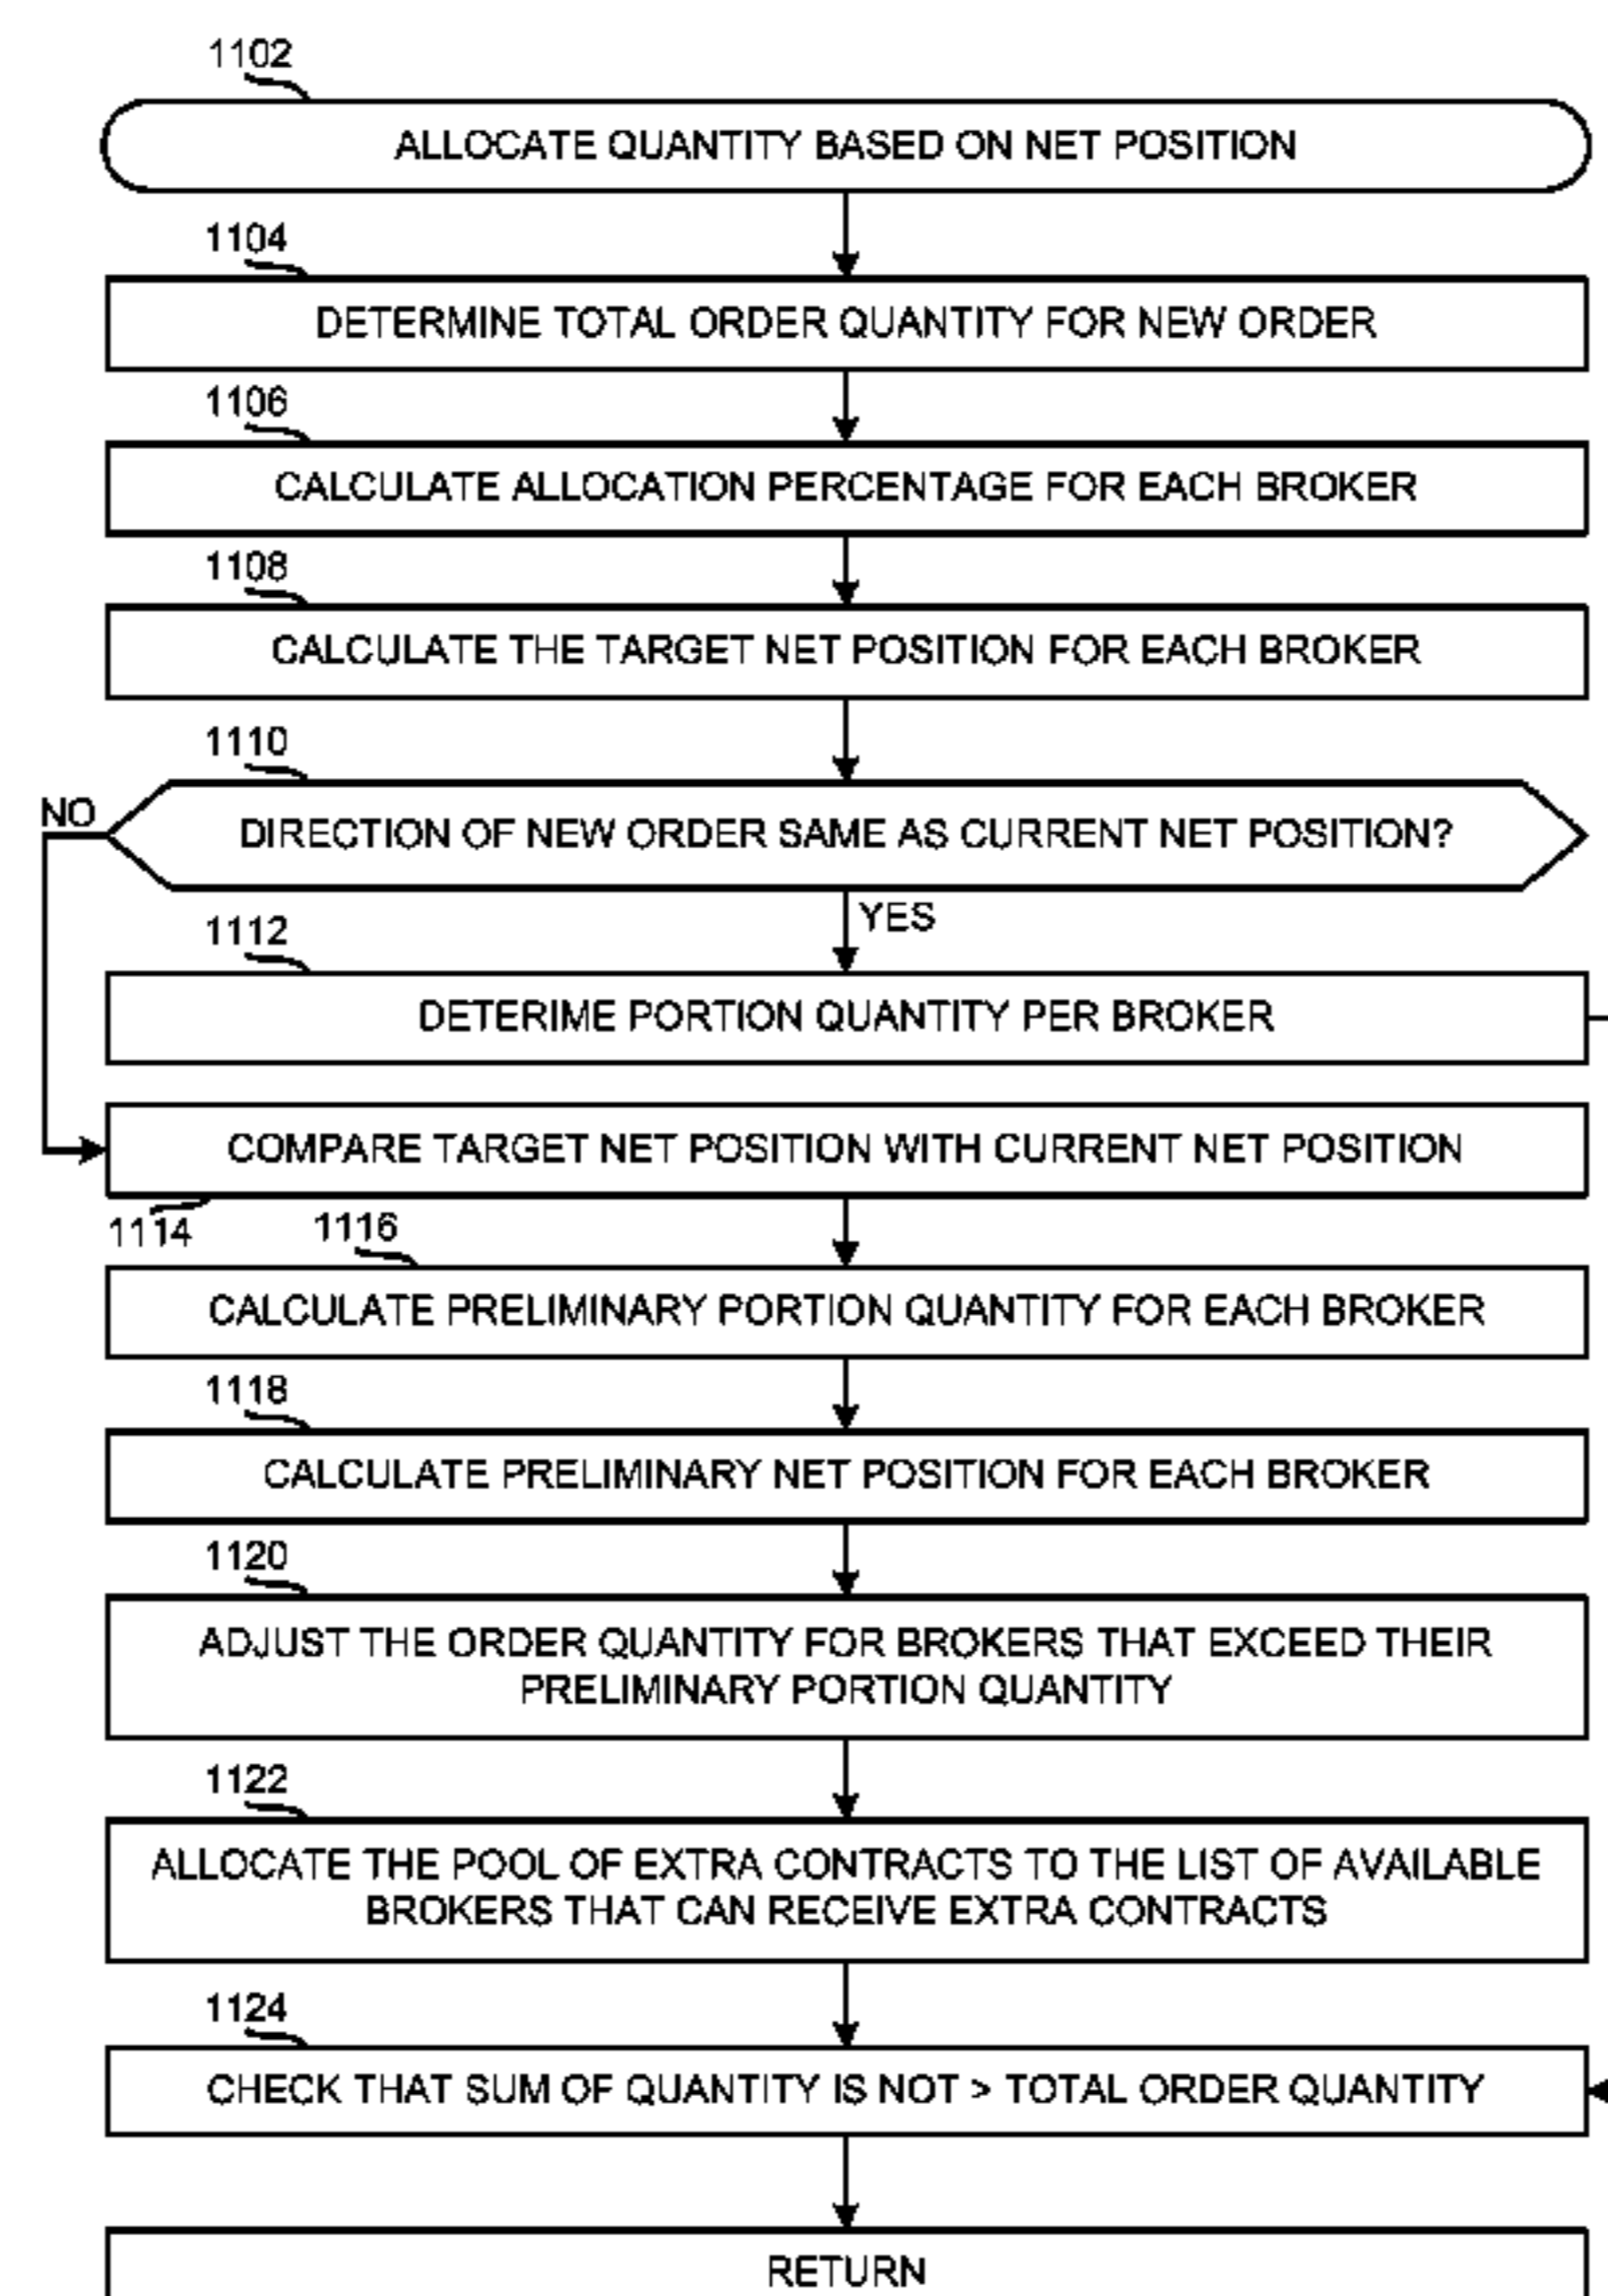 1102
ALLOCATE QUANTITY BASED ON NET POSITION
1104
DETERMINE TOTAL ORDER QUANTITY FOR NEW ORDER
1106
CALCULATE ALLOCATION PERCENTAGE FOR EACH BROKER
1108
CALCULATE THE TARGET NET POSITION FOR EACH BROKER
1110
NO
DIRECTION OF NEW ORDER SAME AS CURRENT NET POSITION?
YES
1112
DETERIME PORTION QUANTITY PER BROKER
COMPARE TARGET NET POSITION WITH CURRENT NET POSITION
1114
1116
CALCULATE PRELIMINARY PORTION QUANTITY FOR EACH BROKER
1118
CALCULATE PRELIMINARY NET POSITION FOR EACH BROKER
1120
ADJUST THE ORDER QUANTITY FOR BROKERS THAT EXCEED THEIR
PRELIMINARY PORTION QUANTITY
1122
ALLOCATE THE POOL OF EXTRA CONTRACTS TO THE LIST OF AVAILABLE
BROKERS THAT CAN RECEIVE EXTRA CONTRACTS
1124
CHECK THAT SUM OF QUANTITY IS NOT > TOTAL ORDER QUANTITY
RETURN